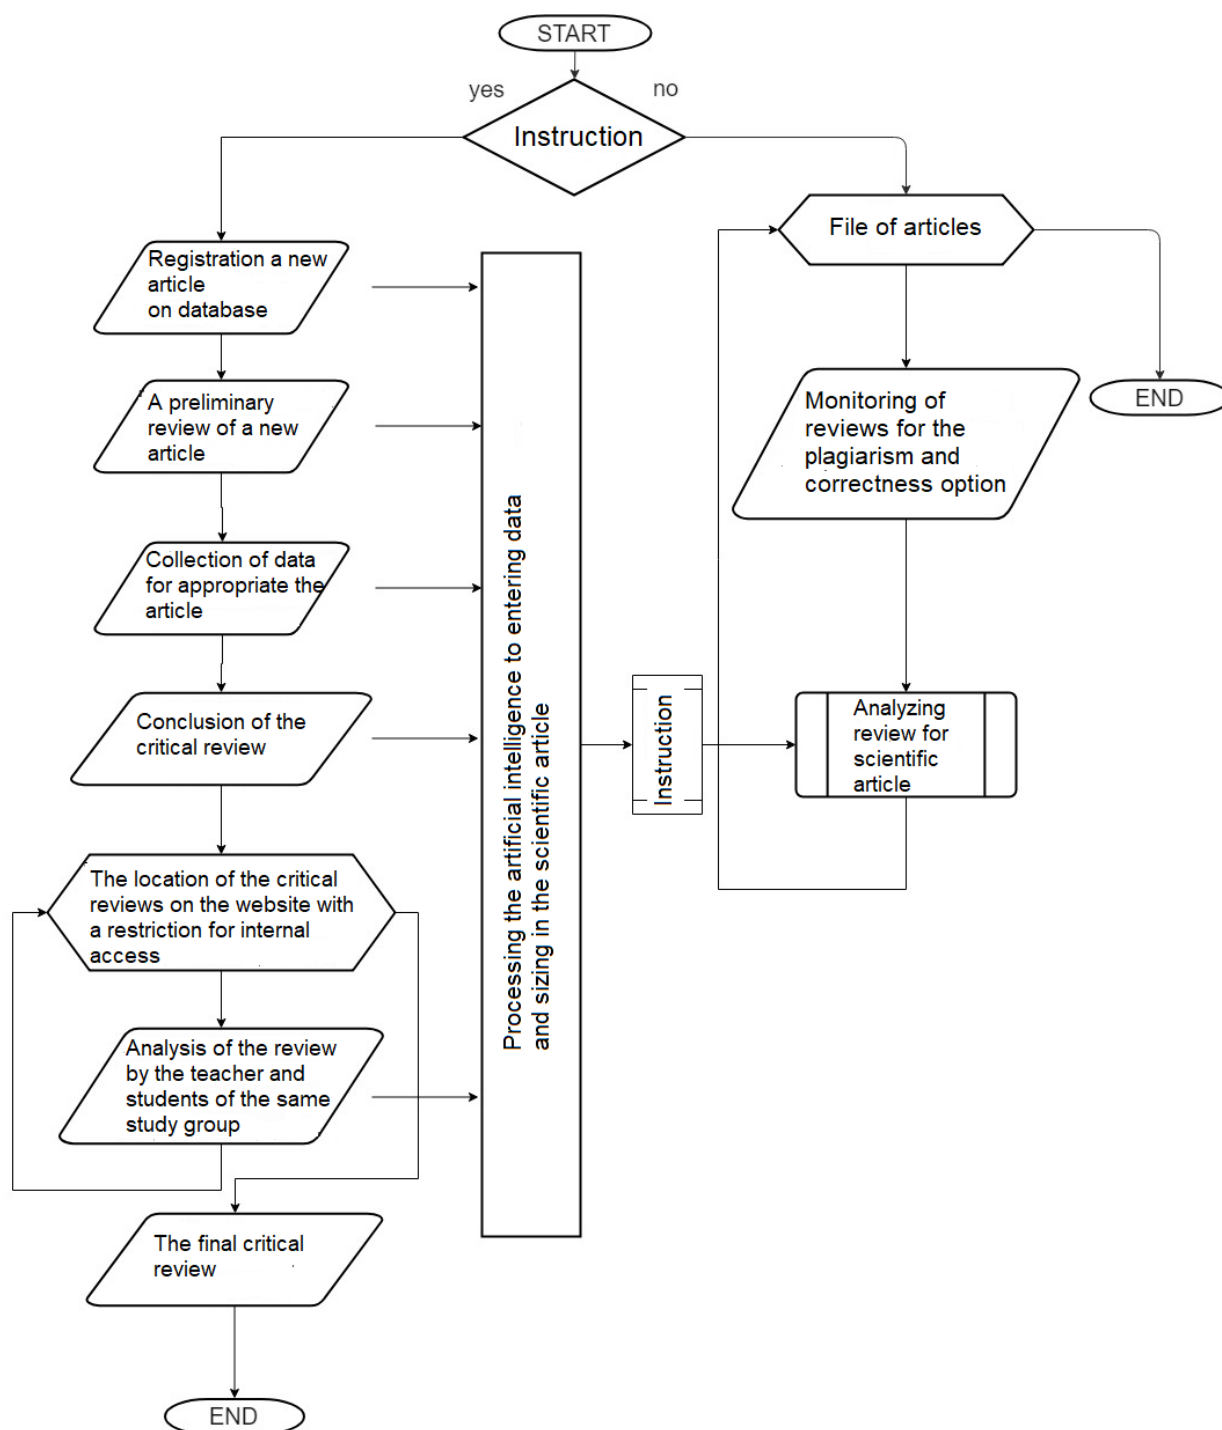 START
yes
no
Instruction
File of articles
Registration a new
article
on database
A preliminary
review of a new
article
END
Monitoring of
reviews for the
plagiarism and
correctness option
Collection of data
for appropriate the
article
Conclusion of the
critical review
Processing the artificial intelligence to entering data
and sizing in the scientific article
Instruction
Analyzing
review for
scientific
article
The location of the critical
reviews on the website with
a restriction for internal
access
Analysis of the review
by the teacher and
students of the same
study group
The final critical
review
END